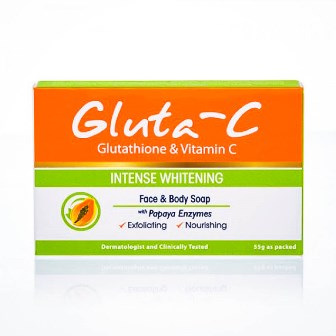 Gluta-C
Glutathione & Vitamin C
INTENSE WHITENING
Face & Body Soap
with Papaya Enzymes
✓ Exfoliating ✓ Nourishing
Dermatologist and Clinically Tested
55g as packed